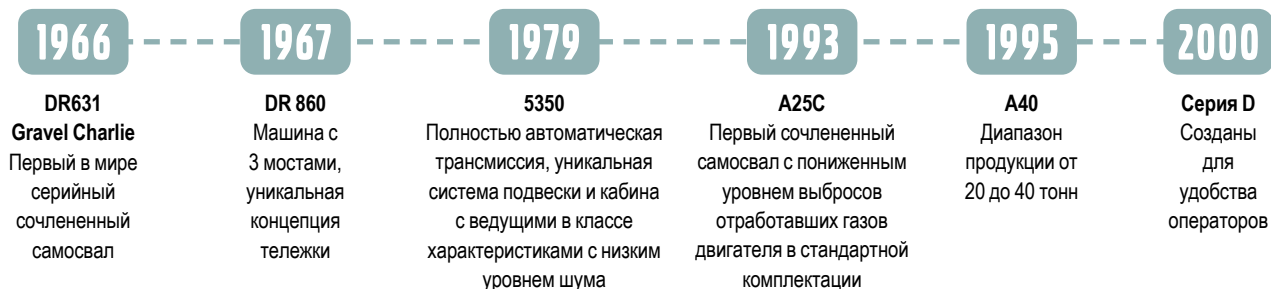 1966
DR631
Gravel Charlie
Первый в мире
серийный
сочлененный
самосвал
1967
DR 860
Машина с
3 мостами,
уникальная
концепция
тележки
1979
5350
Полностью автоматическая
трансмиссия, уникальная
система подвески и кабина
с ведущими в классе
характеристиками с низким
уровнем шума
1993
A25C
Первый сочлененный
самосвал с пониженным
уровнем выбросов
отработавших газов
двигателя в стандартной
комплектации
1995
A40
Диапазон
продукции от
20 до 40 тонн
2000
Серия D
Созданы
для
удобства
операторов